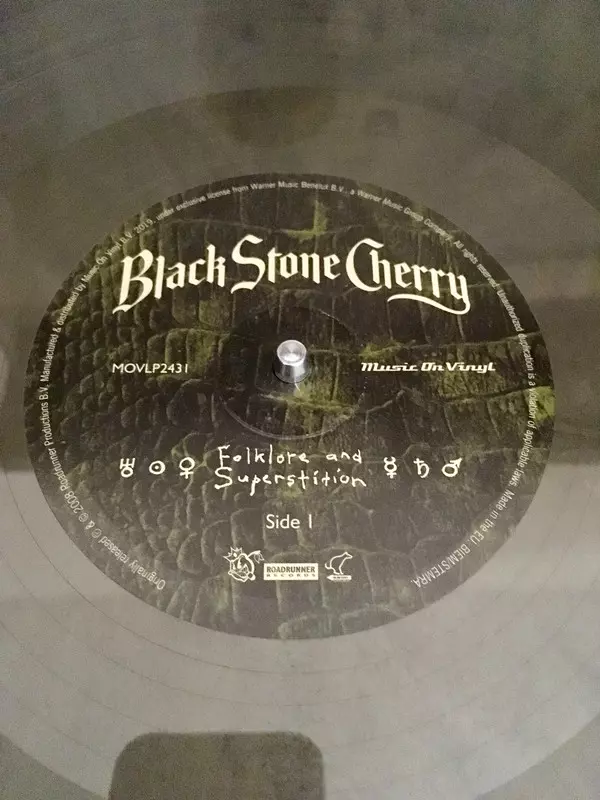 Black Stone Cherry
MOVLP2431
Music On Vinyl
Folklore and
Superstition
Side 1
ROADRUNNER
RECORDS
Originally released ℗ & © 2008 Roadrunner Productions B.V. Manufactured & distributed by Music On Vinyl B.V. 2019, under exclusive license from Warner Music Benelux B.V., a Warner Music Group Company. All rights reserved. Unauthorized duplication is a violation of applicable laws. Made in the EU. BIEM/STEMRA